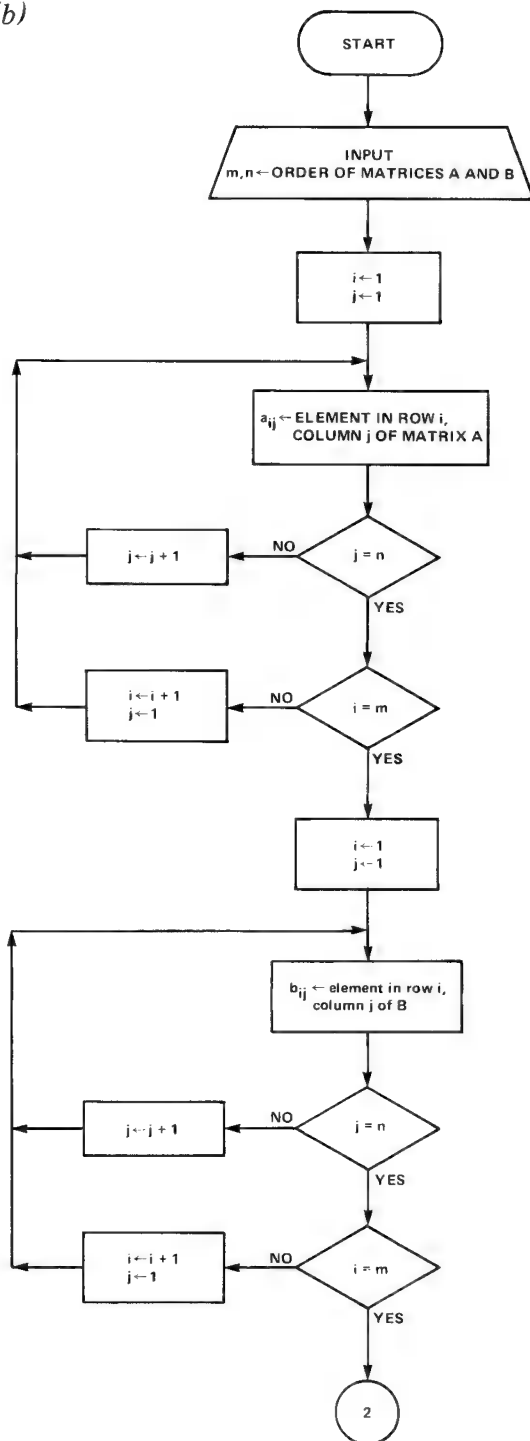 b)
START
INPUT
m,n←ORDER OF MATRICES A AND B
i←1
j←1
a_ij ← ELEMENT IN ROW i,
COLUMN j OF MATRIX A
j←j + 1
NO
j = n
YES
i←i + 1
j←1
NO
i = m
YES
i←1
j←1
b_ij ← element in row i,
column j of B
j←j + 1
NO
j = n
YES
i←i + 1
j←1
NO
i = m
YES
2